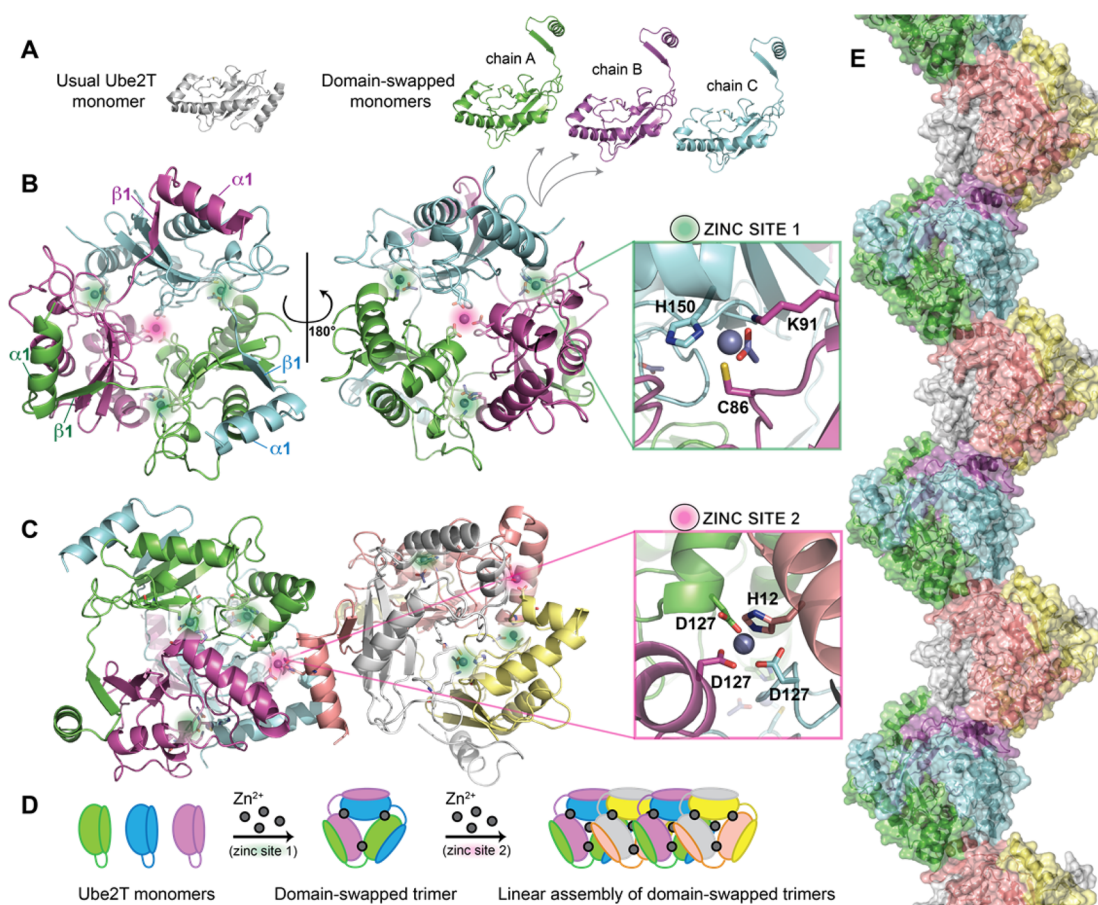 A
Usual Ube2T
monomer
Domain-swapped
monomers
chain A
chain B
chain C
E
B
β1
α1
α1
β1
β1
α1
180°
ZINC SITE 1
H150
K91
C86
C
ZINC SITE 2
H12
D127
D127
D127
D
Zn²⁺
(zinc site 1)
Zn²⁺
(zinc site 2)
Ube2T monomers
Domain-swapped trimer
Linear assembly of domain-swapped trimers